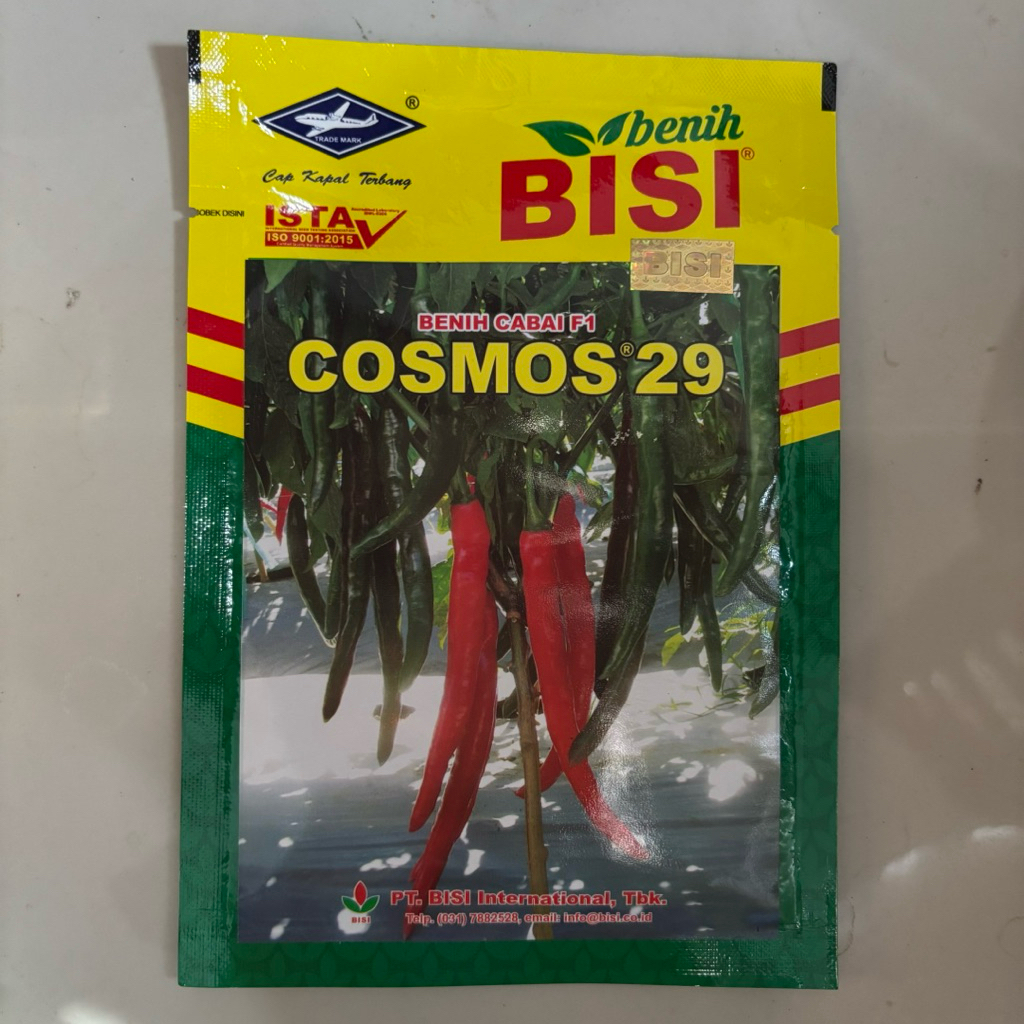 ®
TRADE MARK
Cap Kapal Terbang
benih
BISI®
OBEK DISINI
ISTA
ISO 9001:2015
BISI
BENIH CABAI F1
COSMOS® 29
BISI
PT. BISI International, Tbk.
Telp. (031) 7882528, email: info@bisi.co.id